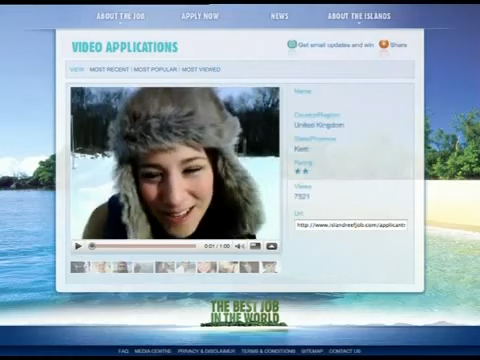 ABOUT THE JOB APPLY NOW NEWS ABOUT THE ISLANDS
VIDEO APPLICATIONS
Get email updates and win Share
VIEW MOST RECENT | MOST POPULAR | MOST VIEWED
Name
Country/Region
United Kingdom
State/Province
Kent
Rating
Views
7521
Url
http://www.islandreefjob.com/applicants
0:01 / 1:00
THE BEST JOB
IN THE WORLD
FAQ MEDIA CENTRE PRIVACY & DISCLAIMER TERMS & CONDITIONS SITEMAP CONTACT US